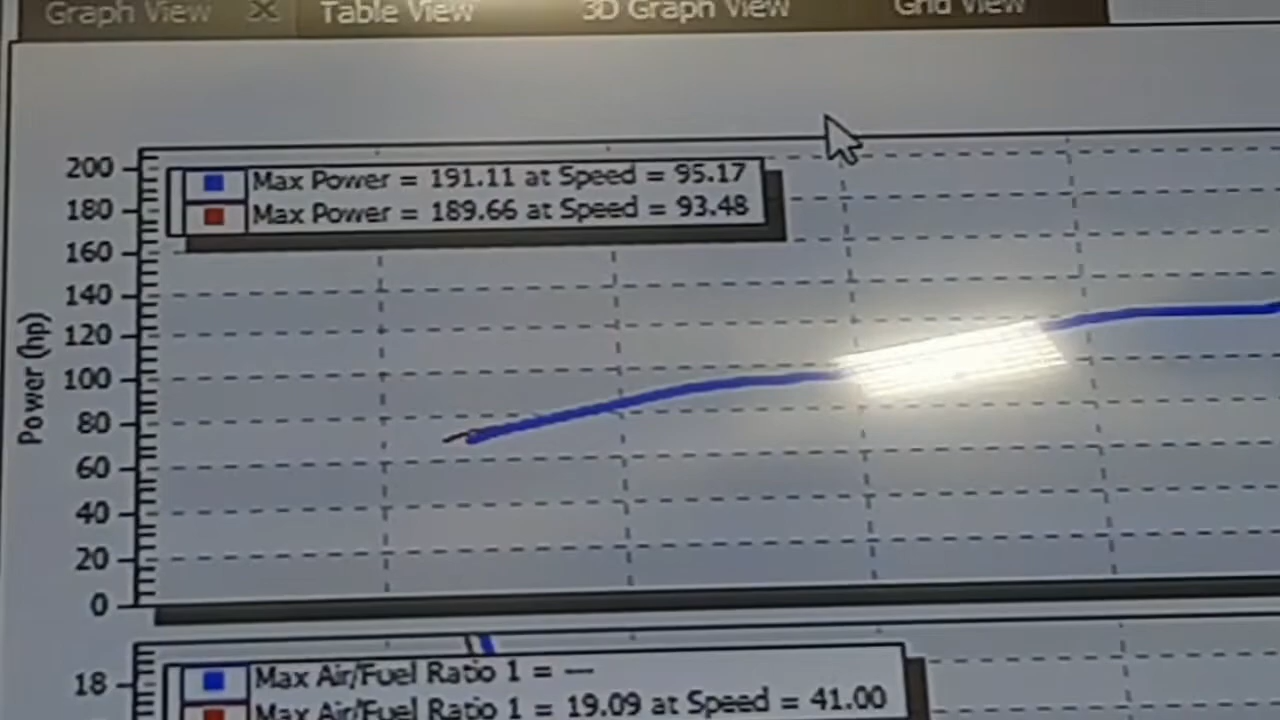 Graph View X Table View 3D Graph View Grid View
200
180
160
140
120
100
80
60
40
20
0
Power (hp)
Max Power = 191.11 at Speed = 95.17
Max Power = 189.66 at Speed = 93.48
18
Max Air/Fuel Ratio 1 = ---
Max Air/Fuel Ratio 1 = 19.09 at Speed = 41.00